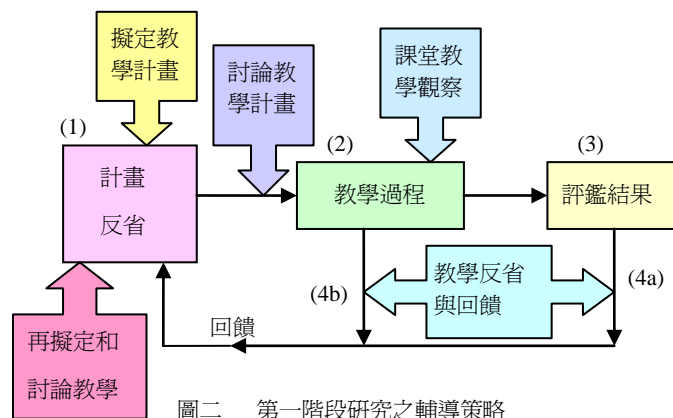 擬定教
學計畫
討論教
學計畫
課堂教
學觀察
(1)
(2)
(3)
計畫
反省
教學過程
評鑑結果
(4b)
教學反省
與回饋
(4a)
回饋
再擬定和
討論教學
圖二 第一階段研究之輔導策略